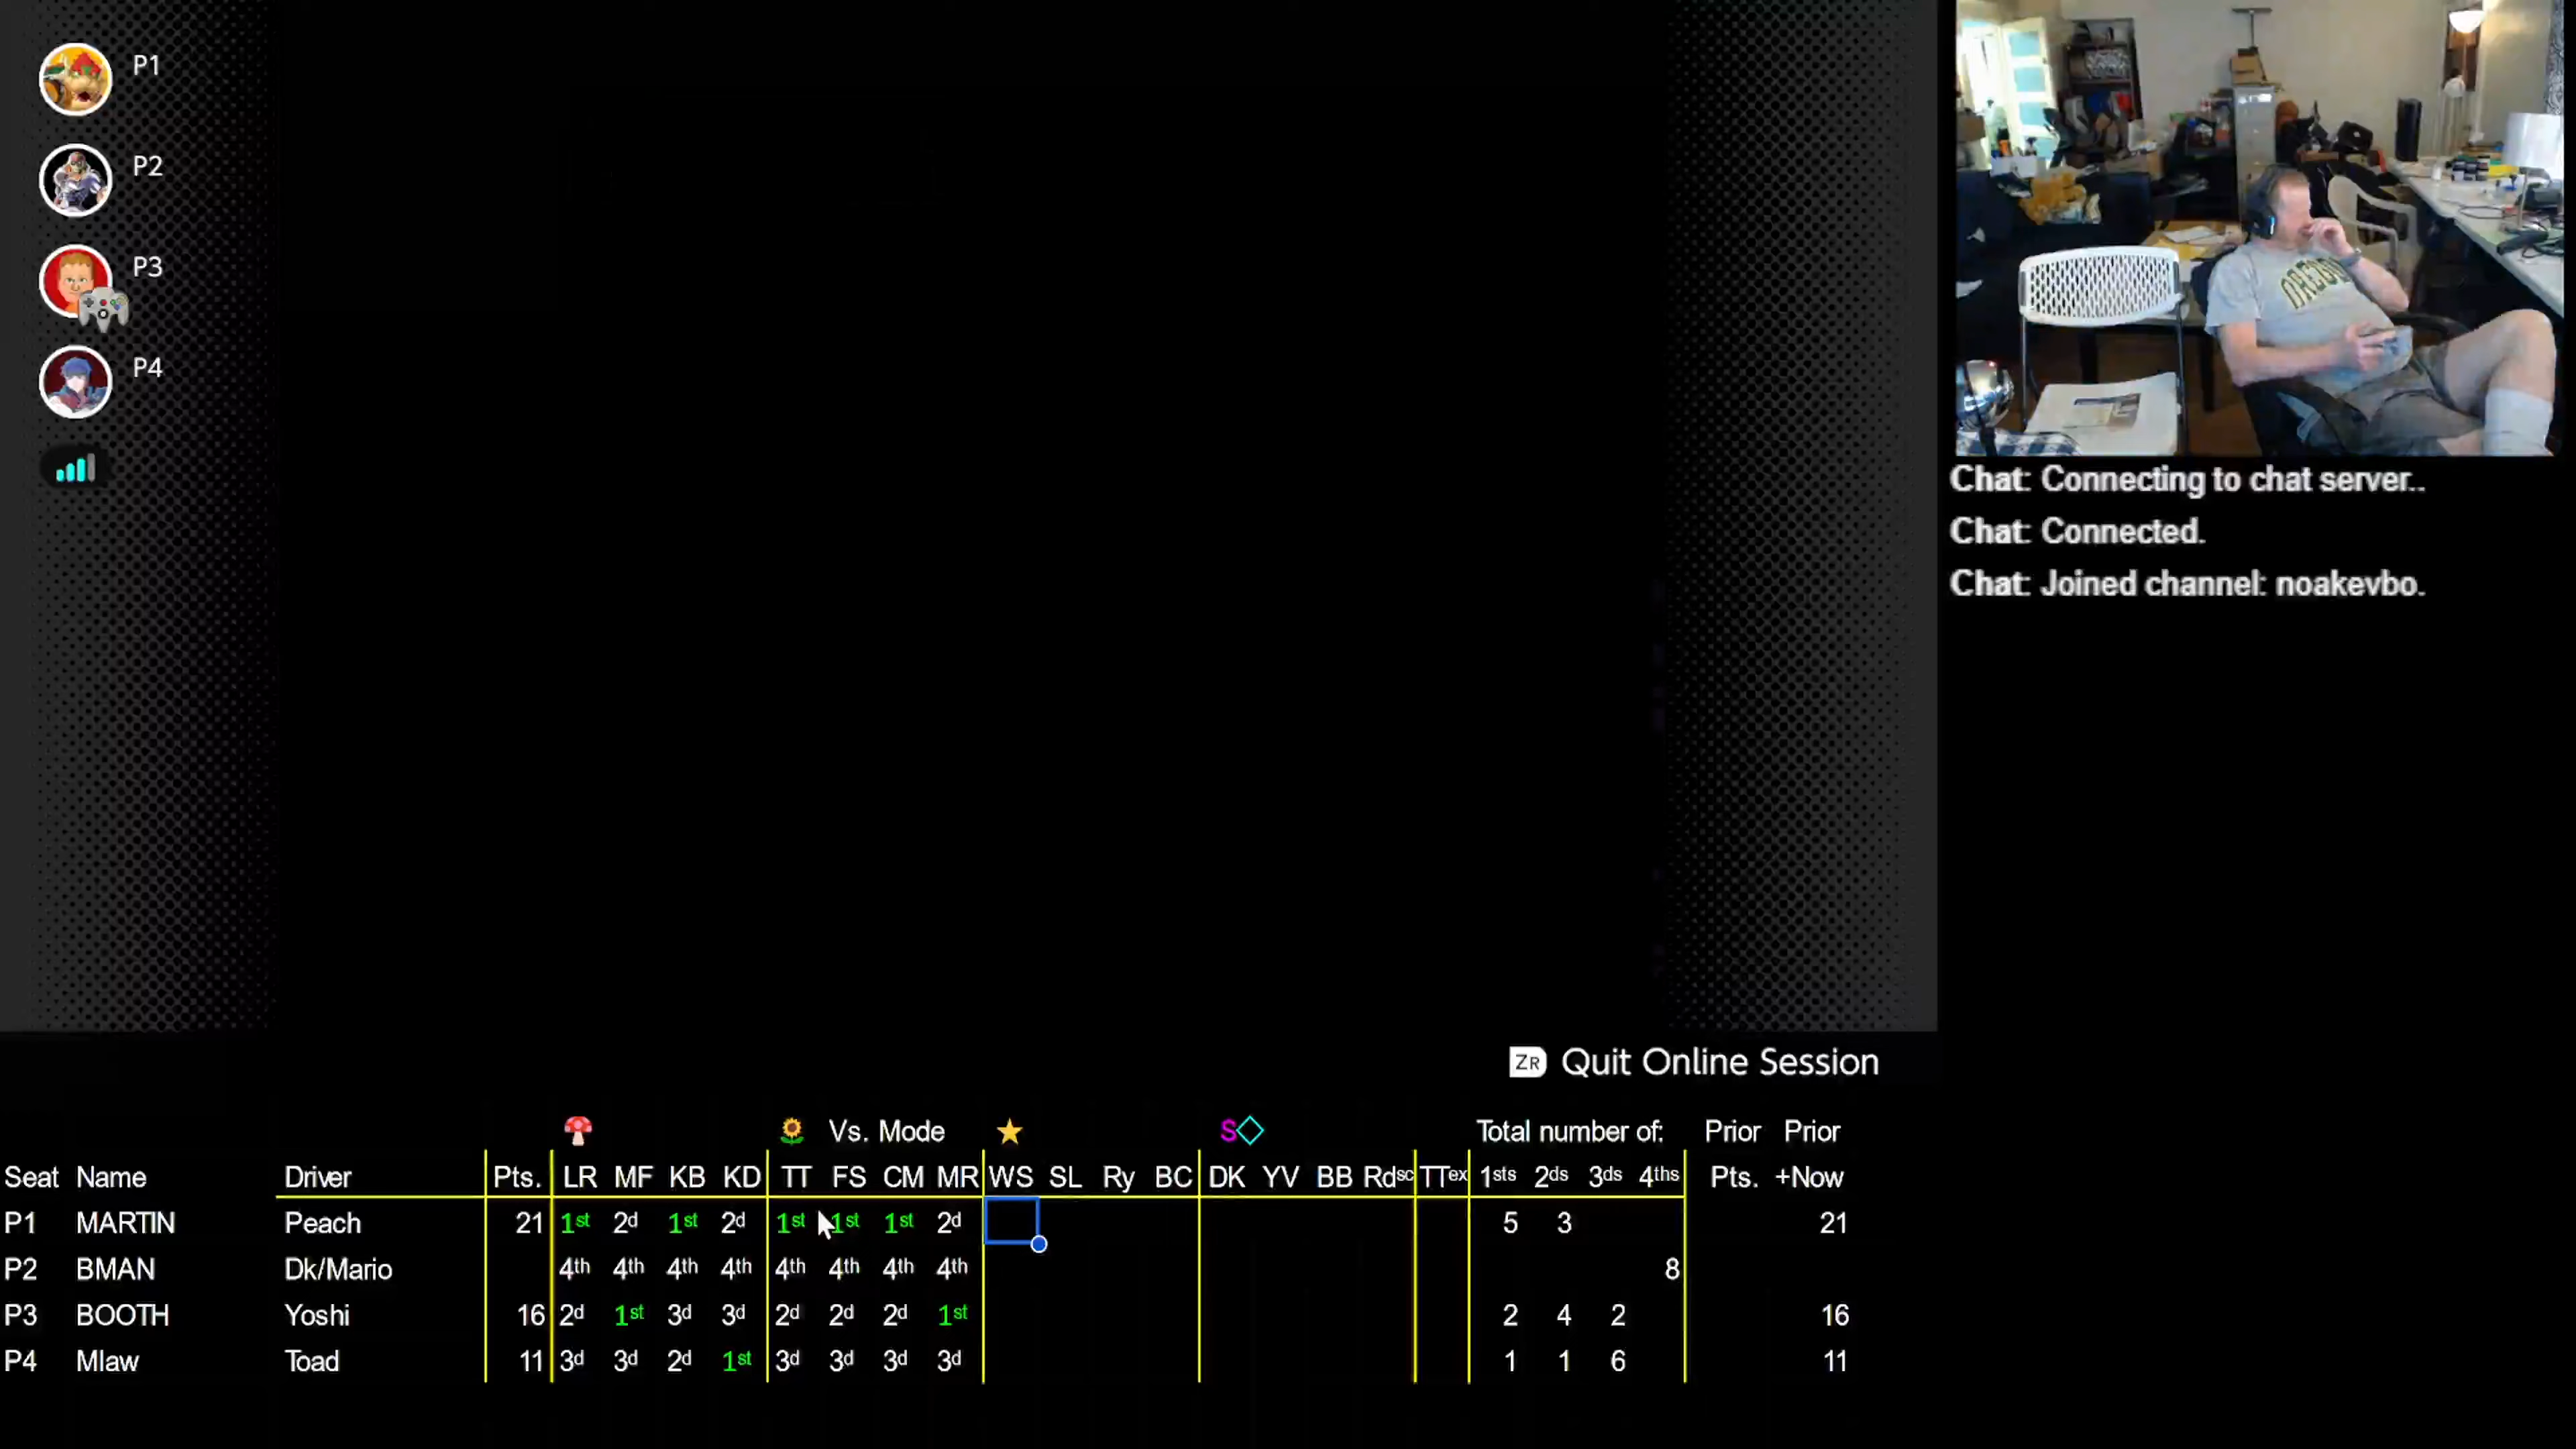 P1
P2
P3
P4
OREGON
Chat: Connecting to chat server..
Chat: Connected.
Chat: Joined channel: noakevbo.
ZR Quit Online Session
Vs. Mode S Total number of: Prior Prior
Seat Name Driver Pts. LR MF KB KD TT FS CM MR WS SL Ry BC DK YV BB Rdsc TTex 1sts 2ds 3ds 4ths Pts. +Now
P1 MARTIN Peach 21 1st 2d 1st 2d 1st 1st 1st 2d 5 3 21
P2 BMAN Dk/Mario 4th 4th 4th 4th 4th 4th 4th 4th 8
P3 BOOTH Yoshi 16 2d 1st 3d 3d 2d 2d 2d 1st 2 4 2 16
P4 Mlaw Toad 11 3d 3d 2d 1st 3d 3d 3d 3d 1 1 6 11